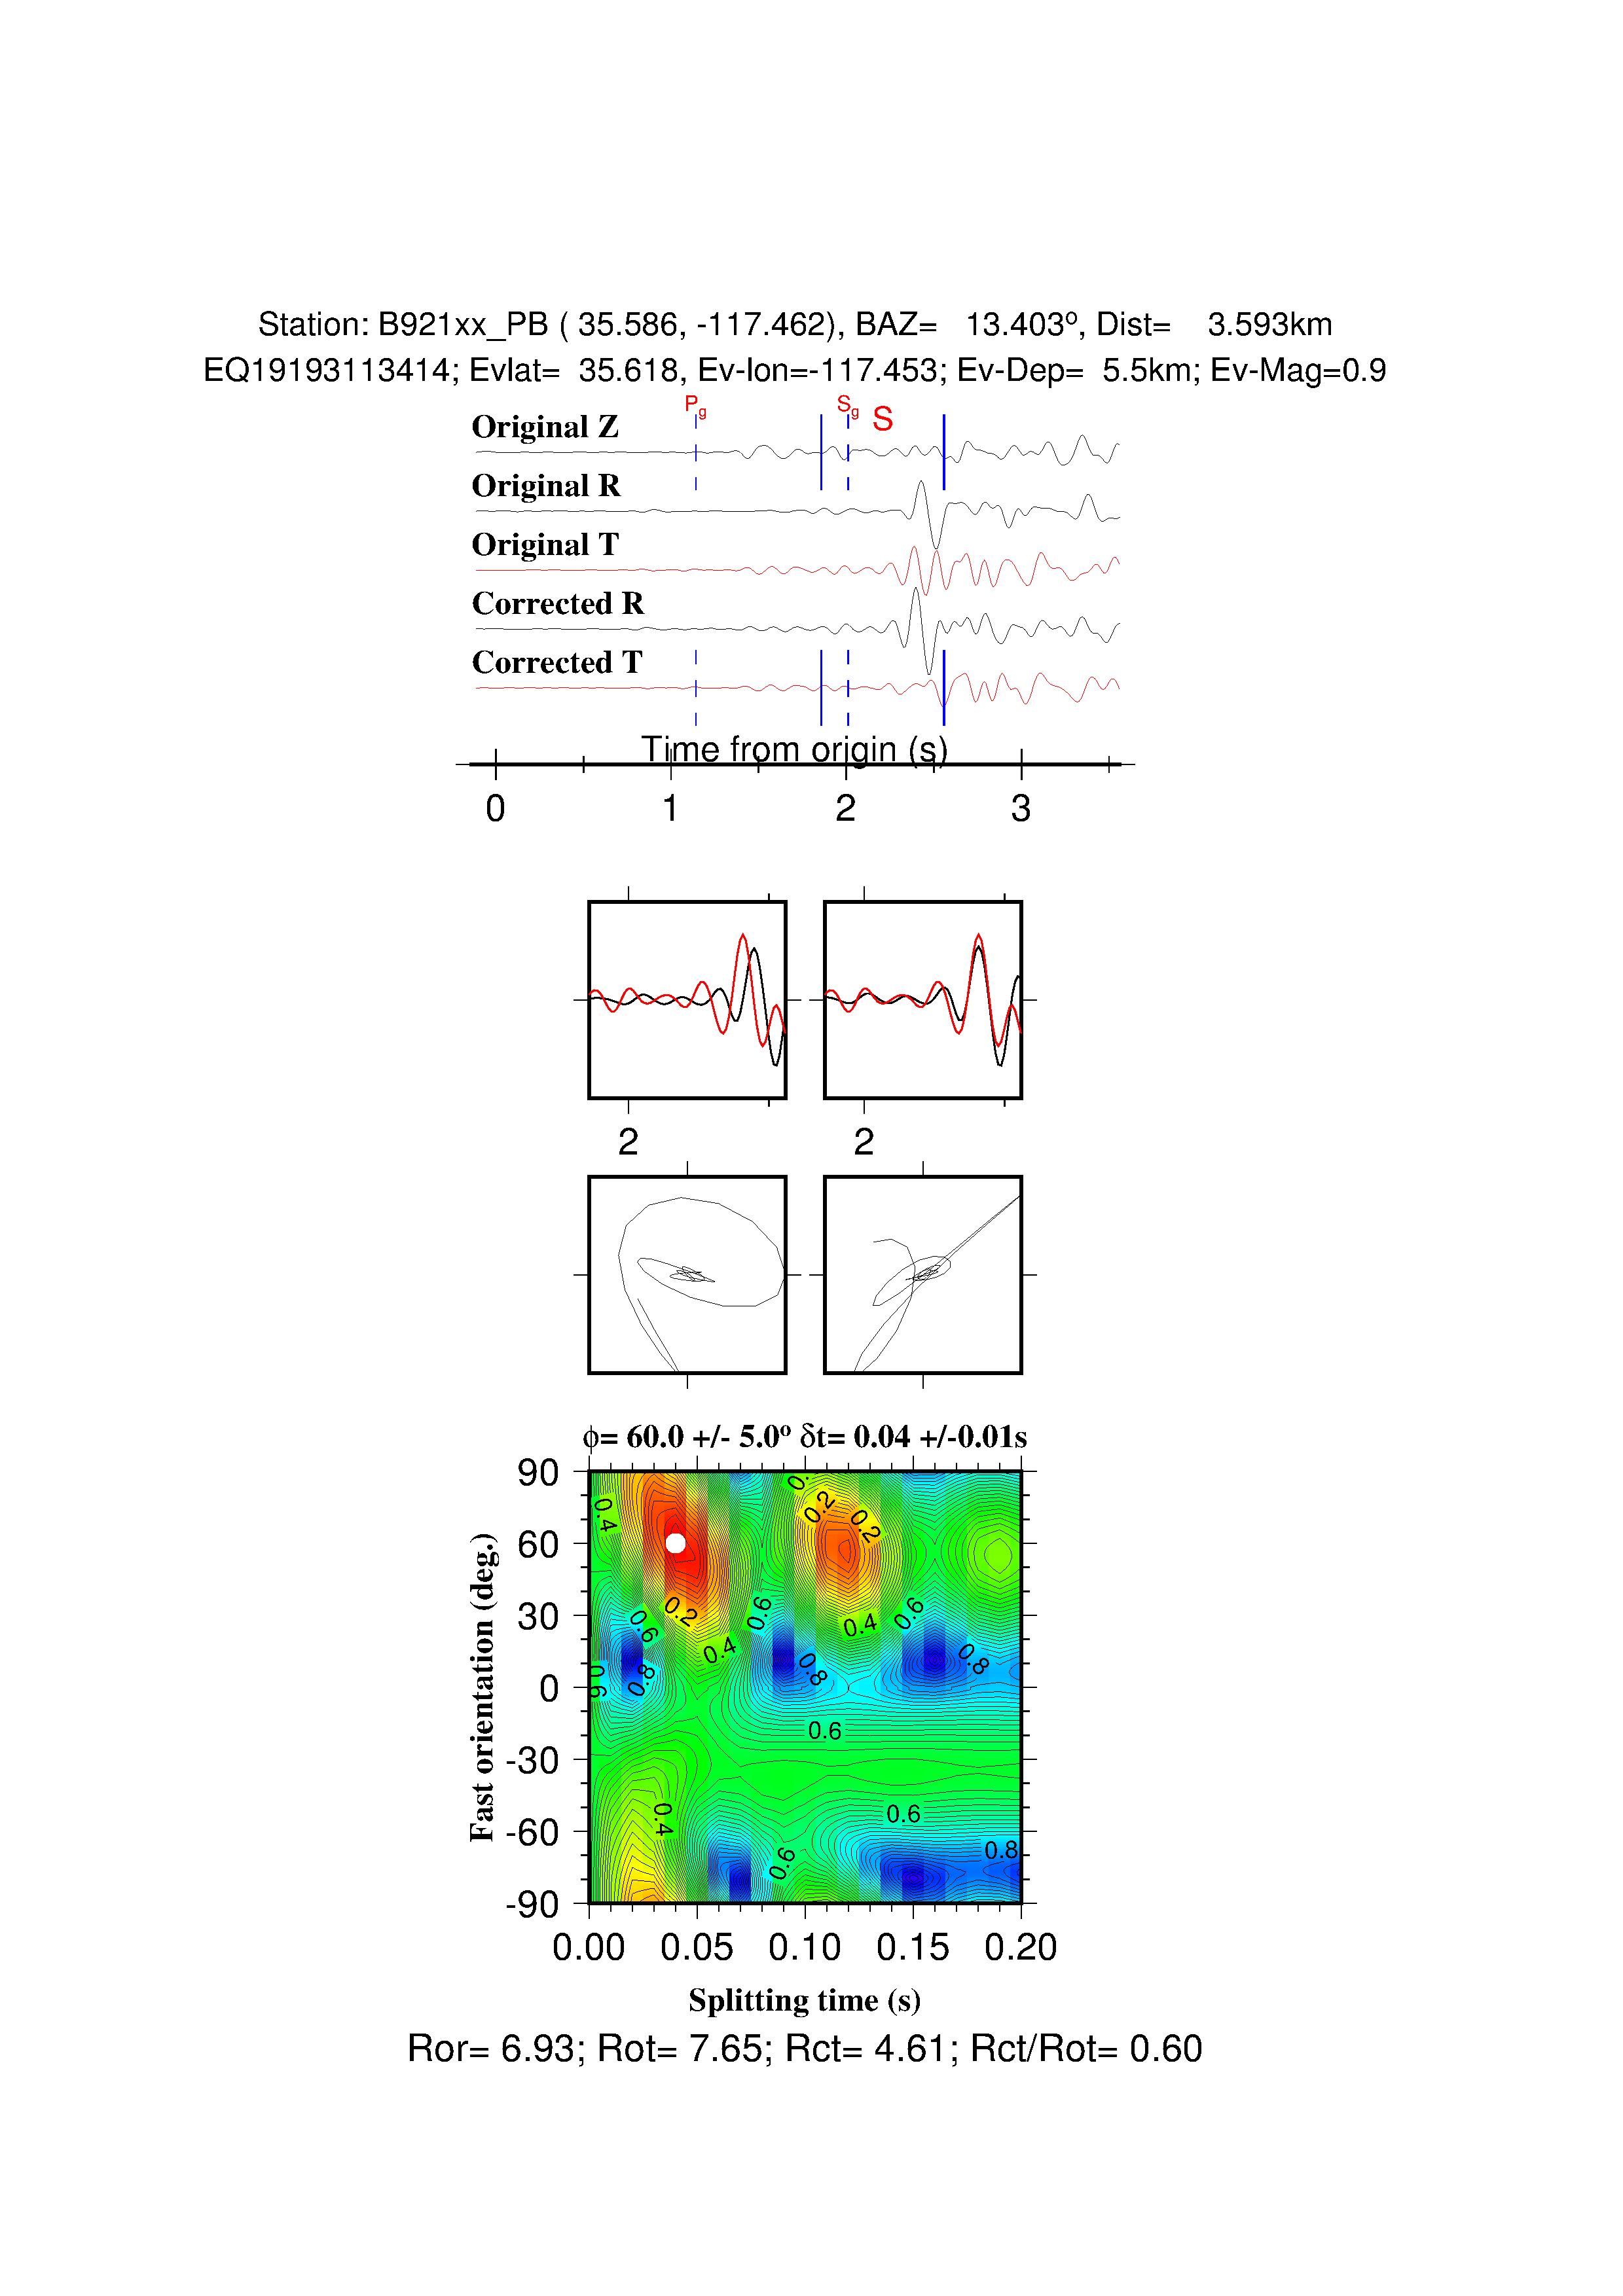 Station: B921xx_PB ( 35.586, -117.462), BAZ= 13.403º, Dist= 3.593km
EQ19193113414; Evlat= 35.618, Ev-lon=-117.453; Ev-Dep= 5.5km; Ev-Mag=0.9
Pg Sg S
Original Z
Original R
Original T
Corrected R
Corrected T
Time from origin (s)
0 1 2 3
2 2
ϕ= 60.0 +/- 5.0º δt= 0.04 +/-0.01s
90
60
30
0
-30
-60
-90
Fast orientation (deg.)
0.4 0. 0.2 0.2
0.2 0.6 0.6 0.4 0.6
0.4 0.6 0.8 0.8 0.8
0.6
0.4 0.6
0.6 0.8
0.00 0.05 0.10 0.15 0.20
Splitting time (s)
Ror= 6.93; Rot= 7.65; Rct= 4.61; Rct/Rot= 0.60